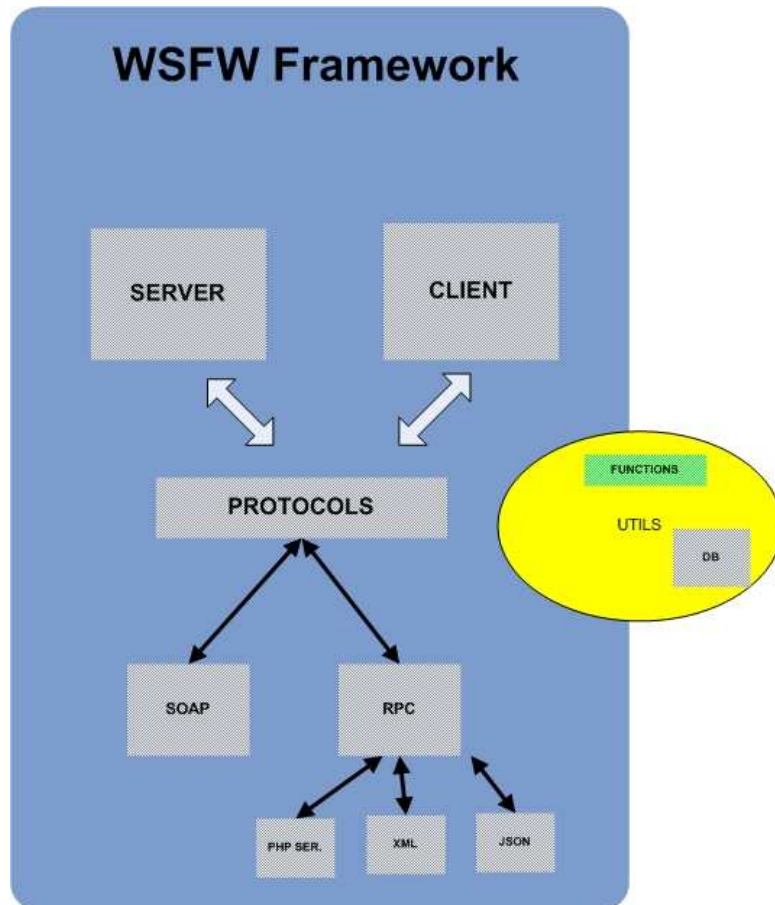 WSFW Framework
SERVER
CLIENT
FUNCTIONS
UTILS
PROTOCOLS
DB
SOAP
RPC
PHP SER.
XML
JSON